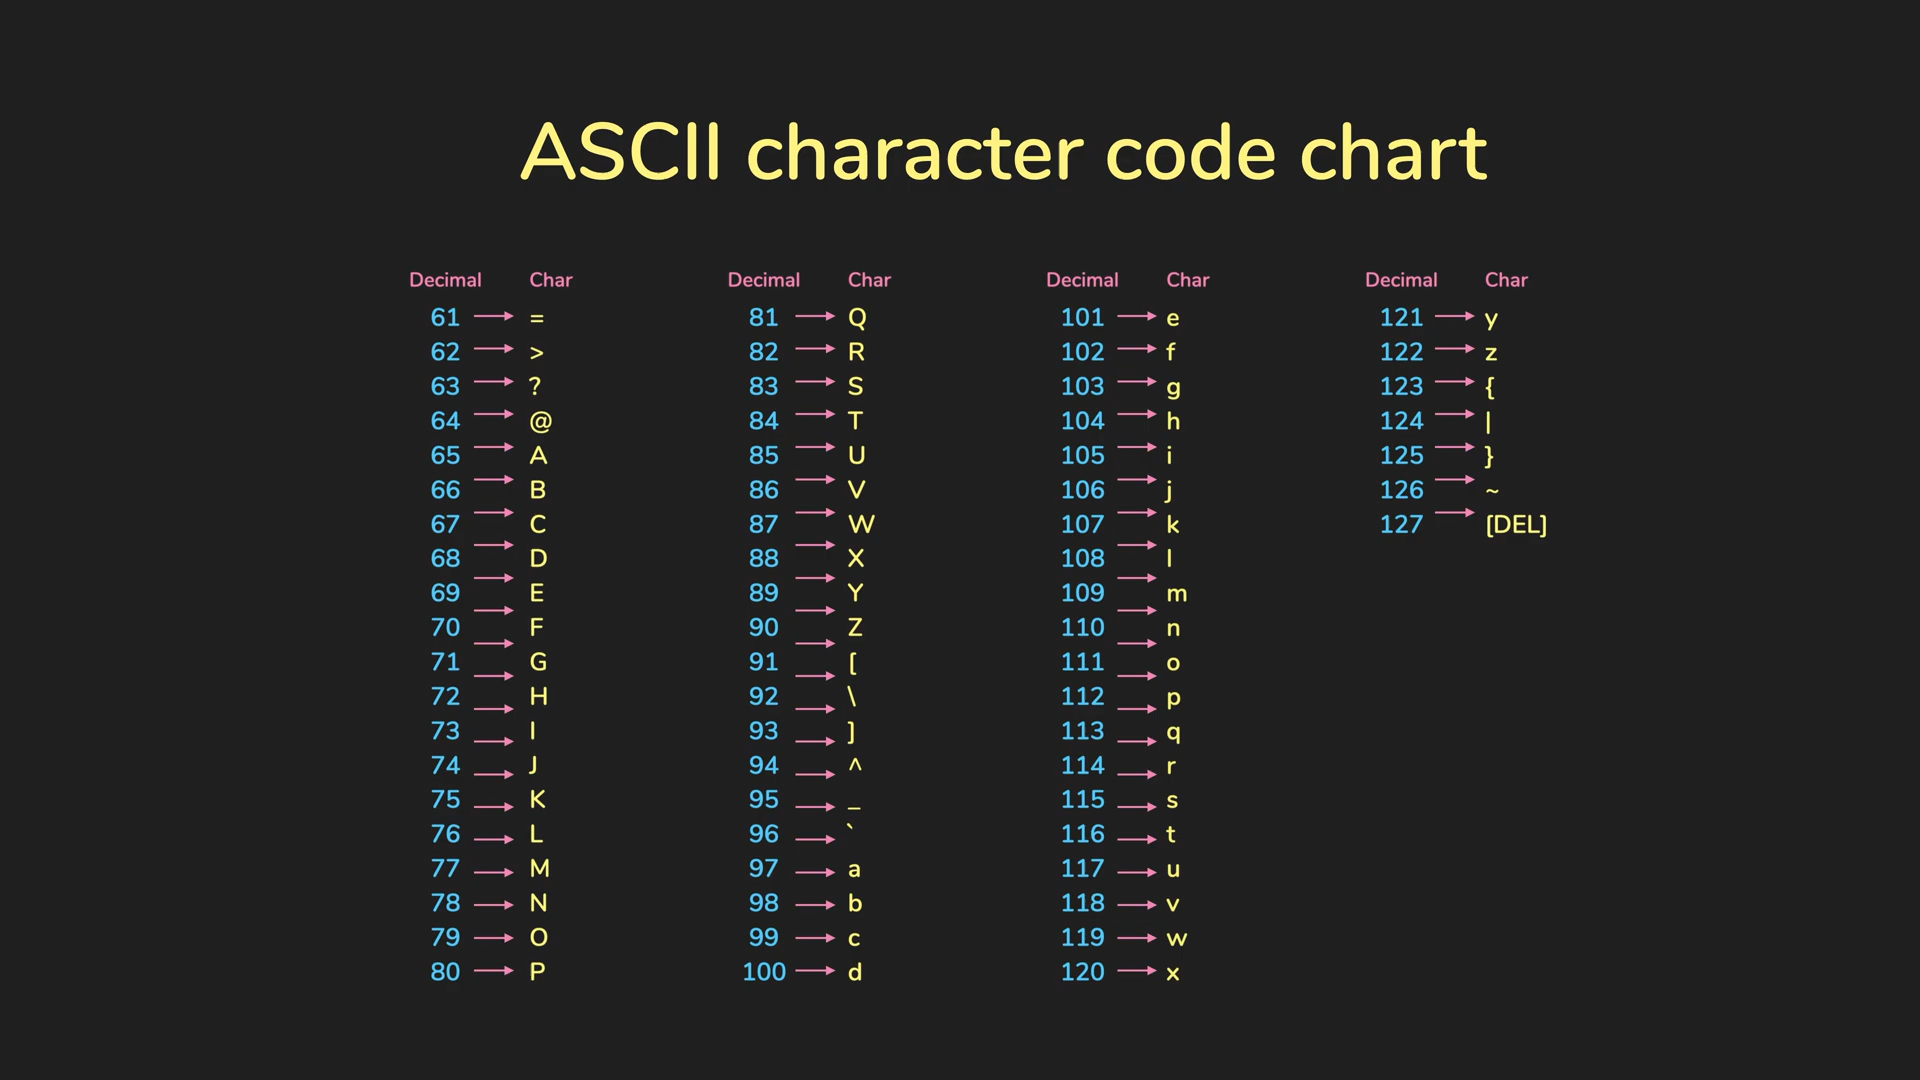 ASCII character code chart
Decimal Char Decimal Char Decimal Char Decimal Char
61 = 81 Q 101 e 121 y
62 > 82 R 102 f 122 z
63 ? 83 S 103 g 123 {
64 @ 84 T 104 h 124 |
65 A 85 U 105 i 125 }
66 B 86 V 106 j 126 ~
67 C 87 W 107 k 127 [DEL]
68 D 88 X 108 l
69 E 89 Y 109 m
70 F 90 Z 110 n
71 G 91 [ 111 o
72 H 92 \ 112 p
73 I 93 ] 113 q
74 J 94 ^ 114 r
75 K 95 _ 115 s
76 L 96 ` 116 t
77 M 97 a 117 u
78 N 98 b 118 v
79 O 99 c 119 w
80 P 100 d 120 x